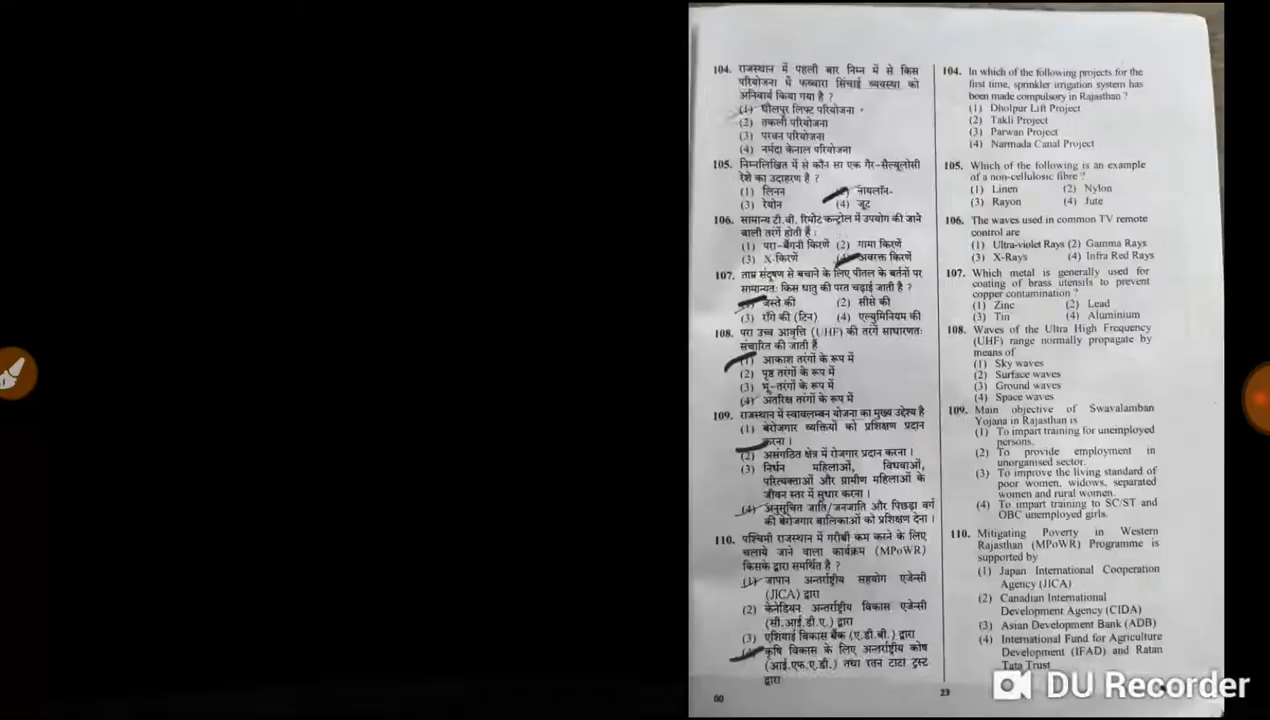 104. राजस्थान में पहली बार निम्न में से किस
परियोजना में फव्वारा सिंचाई व्यवस्था को
अनिवार्य किया गया है ?
(1) धौलपुर लिफ्ट परियोजना
(2) तकली परियोजना
(3) परवन परियोजना
(4) नर्मदा केनाल परियोजना
105. निम्नलिखित में से कौन सा एक गैर-सैल्यूलोसी
रेशे का उदाहरण है ?
(1) लिनन नायलॉन
(3) रेयोन (4) जूट
106. सामान्य टी. वी. रिमोट कन्ट्रोल में उपयोग की जाने
वाली तरंगें होती हैं :
(1) परा-बैंगनी किरणें (2) गामा किरणें
(3) X-किरणें अवरक्त किरणें
107. ताम्र संदूषण से बचाने के लिए पीतल के बर्तनों पर
सामान्यतः किस धातु की परत चढ़ाई जाती है ?
जस्ते की (2) सीसे की
(3) राँगे की (टिन) (4) एल्युमिनियम की
108. परा उच्च आवृत्ति (UHF) की तरंगें साधारणतः
संचारित की जाती हैं
(1) आकाश तरंगों के रूप में
(2) पृष्ठ तरंगों के रूप में
(3) भू-तरंगों के रूप में
(4) अंतरिक्ष तरंगों के रूप में
109. राजस्थान में स्वावलम्बन योजना का मुख्य उद्देश्य है
(1) बेरोजगार व्यक्तियों को प्रशिक्षण प्रदान
करना ।
(2) असंगठित क्षेत्र में रोजगार प्रदान करना ।
(3) निर्धन महिलाओं, विधवाओं,
परित्यक्ताओं और ग्रामीण महिलाओं के
जीवन स्तर में सुधार करना ।
(4) अनुसूचित जाति/जनजाति और पिछड़ा वर्ग
की बेरोजगार बालिकाओं को प्रशिक्षण देना ।
110. पश्चिमी राजस्थान में गरीबी कम करने के लिए
चलाये जाने वाला कार्यक्रम (MPoWR)
किसके द्वारा समर्थित है ?
(1) जापान अन्तर्राष्ट्रीय सहयोग एजेन्सी
(JICA) द्वारा
(2) केनेडियन अन्तर्राष्ट्रीय विकास एजेन्सी
(सी.आई.डी.ए.) द्वारा
(3) एशियाई विकास बैंक (ए.डी.बी.) द्वारा
कृषि विकास के लिए अन्तर्राष्ट्रीय कोष
(आई.एफ.ए.डी.) तथा रतन टाटा ट्रस्ट
द्वारा
104. In which of the following projects for the
first time, sprinkler irrigation system has
been made compulsory in Rajasthan ?
(1) Dholpur Lift Project
(2) Takli Project
(3) Parwan Project
(4) Narmada Canal Project
105. Which of the following is an example
of a non-cellulosic fibre ?
(1) Linen (2) Nylon
(3) Rayon (4) Jute
106. The waves used in common TV remote
control are
(1) Ultra-violet Rays (2) Gamma Rays
(3) X-Rays (4) Infra Red Rays
107. Which metal is generally used for
coating of brass utensils to prevent
copper contamination ?
(1) Zinc (2) Lead
(3) Tin (4) Aluminium
108. Waves of the Ultra High Frequency
(UHF) range normally propagate by
means of
(1) Sky waves
(2) Surface waves
(3) Ground waves
(4) Space waves
109. Main objective of Swavalamban
Yojana in Rajasthan is
(1) To impart training for unemployed
persons.
(2) To provide employment in
unorganised sector.
(3) To improve the living standard of
poor women, widows, separated
women and rural women.
(4) To impart training to SC/ST and
OBC unemployed girls.
110. Mitigating Poverty in Western
Rajasthan (MPoWR) Programme is
supported by
(1) Japan International Cooperation
Agency (JICA)
(2) Canadian International
Development Agency (CIDA)
(3) Asian Development Bank (ADB)
(4) International Fund for Agriculture
Development (IFAD) and Ratan
Tata Trust
00 23
DU Recorder